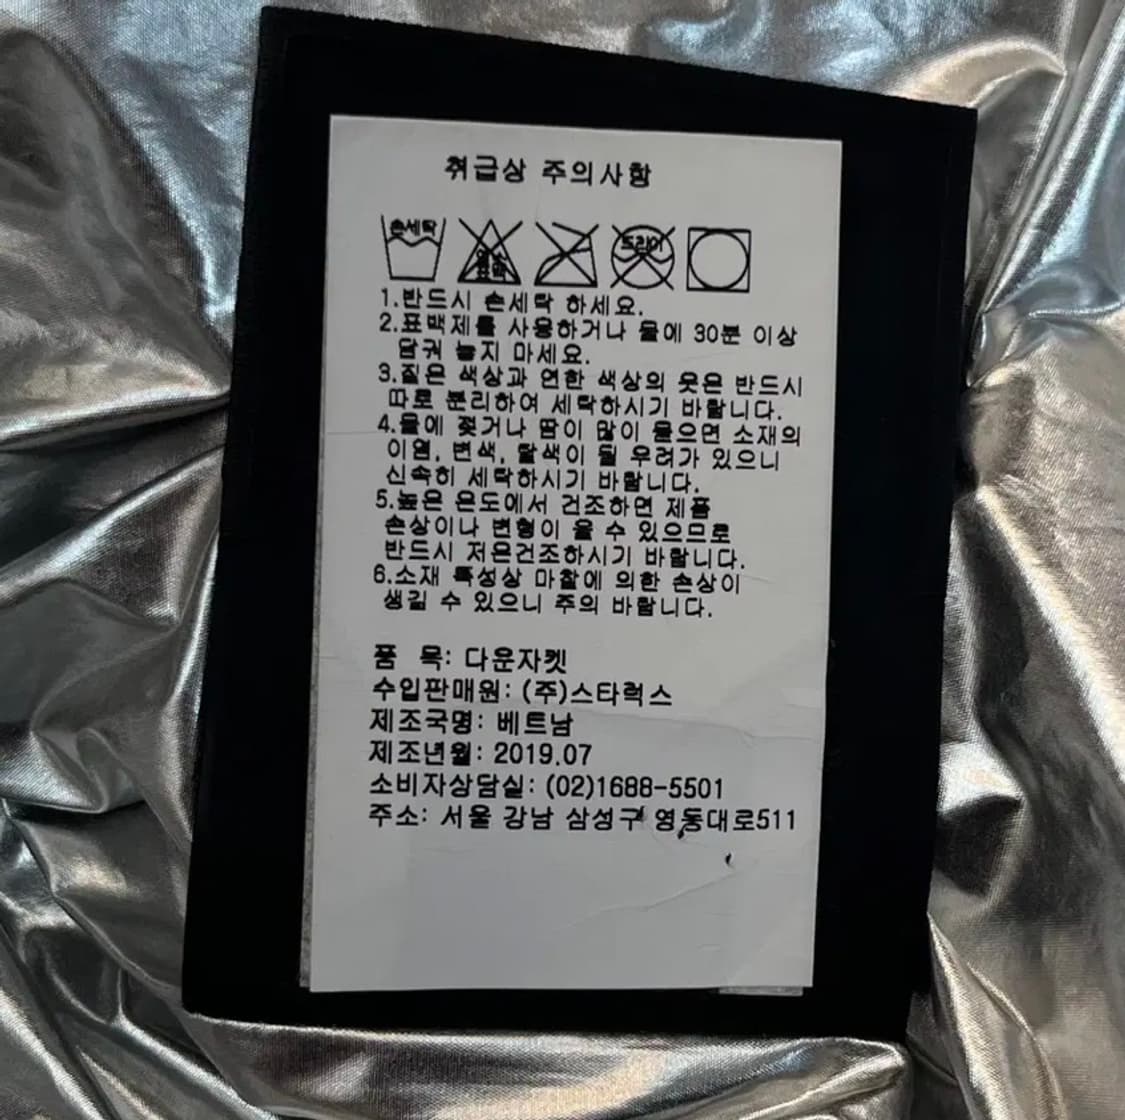 취급상 주의사항
손세탁
염소
표백
드라이
1.반드시 손세탁 하세요.
2.표백제를 사용하거나 물에 30분 이상
담궈 놓지 마세요.
3.짙은 색상과 연한 색상의 옷은 반드시
따로 분리하여 세탁하시기 바랍니다.
4.물에 젖거나 땀이 많이 묻으면 소재의
이염, 변색, 탈색이 될 우려가 있으니
신속히 세탁하시기 바랍니다.
5.높은 온도에서 건조하면 제품
손상이나 변형이 올 수 있으므로
반드시 저온건조하시기 바랍니다.
6.소재 특성상 마찰에 의한 손상이
생길 수 있으니 주의 바랍니다.
품 목: 다운자켓
수입판매원: (주)스타럭스
제조국명: 베트남
제조년월: 2019.07
소비자상담실: (02)1688-5501
주소: 서울 강남 삼성구 영동대로511